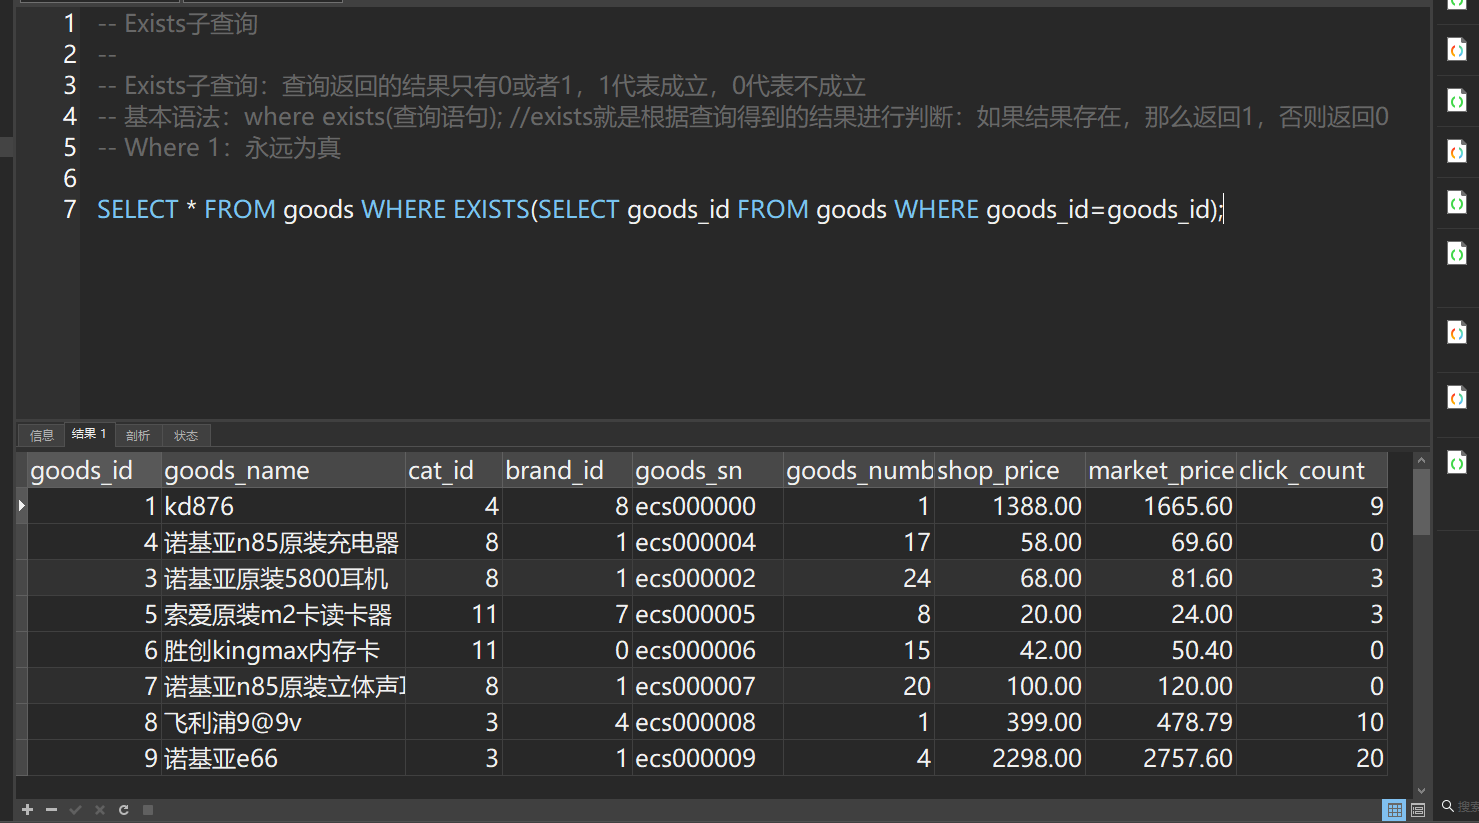 1 -- Exists子查询
2 --
3 -- Exists子查询：查询返回的结果只有0或者1，1代表成立，0代表不成立
4 -- 基本语法：where exists(查询语句); //exists就是根据查询得到的结果进行判断：如果结果存在，那么返回1，否则返回0
5 -- Where 1：永远为真
6
7 SELECT * FROM goods WHERE EXISTS(SELECT goods_id FROM goods WHERE goods_id=goods_id);
信息 结果 1 剖析 状态
goods_id goods_name cat_id brand_id goods_sn goods_numb shop_price market_price click_count
1 kd876 4 8 ecs000000 1 1388.00 1665.60 9
4 诺基亚n85原装充电器 8 1 ecs000004 17 58.00 69.60 0
3 诺基亚原装5800耳机 8 1 ecs000002 24 68.00 81.60 3
5 索爱原装m2卡读卡器 11 7 ecs000005 8 20.00 24.00 3
6 胜创kingmax内存卡 11 0 ecs000006 15 42.00 50.40 0
7 诺基亚n85原装立体声 8 1 ecs000007 20 100.00 120.00 0
8 飞利浦9@9v 3 4 ecs000008 1 399.00 478.79 10
9 诺基亚e66 3 1 ecs000009 4 2298.00 2757.60 20
搜索